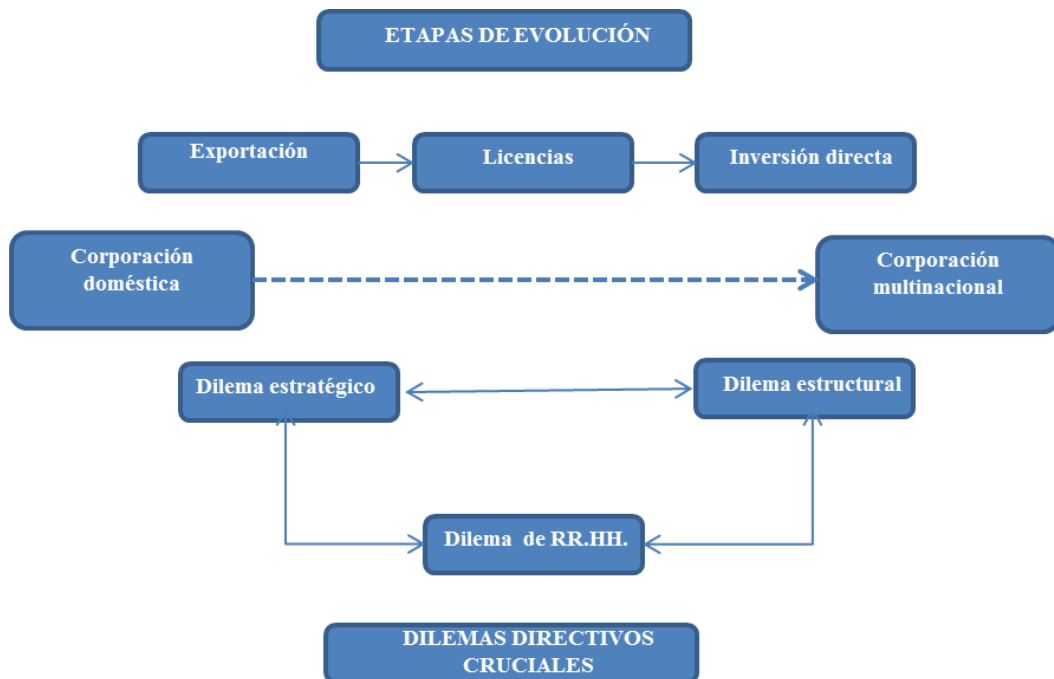 ETAPAS DE EVOLUCIÓN
Exportación
Licencias
Inversión directa
Corporación
doméstica
Corporación
multinacional
Dilema estratégico
Dilema estructural
Dilema de RR.HH.
DILEMAS DIRECTIVOS
CRUCIALES